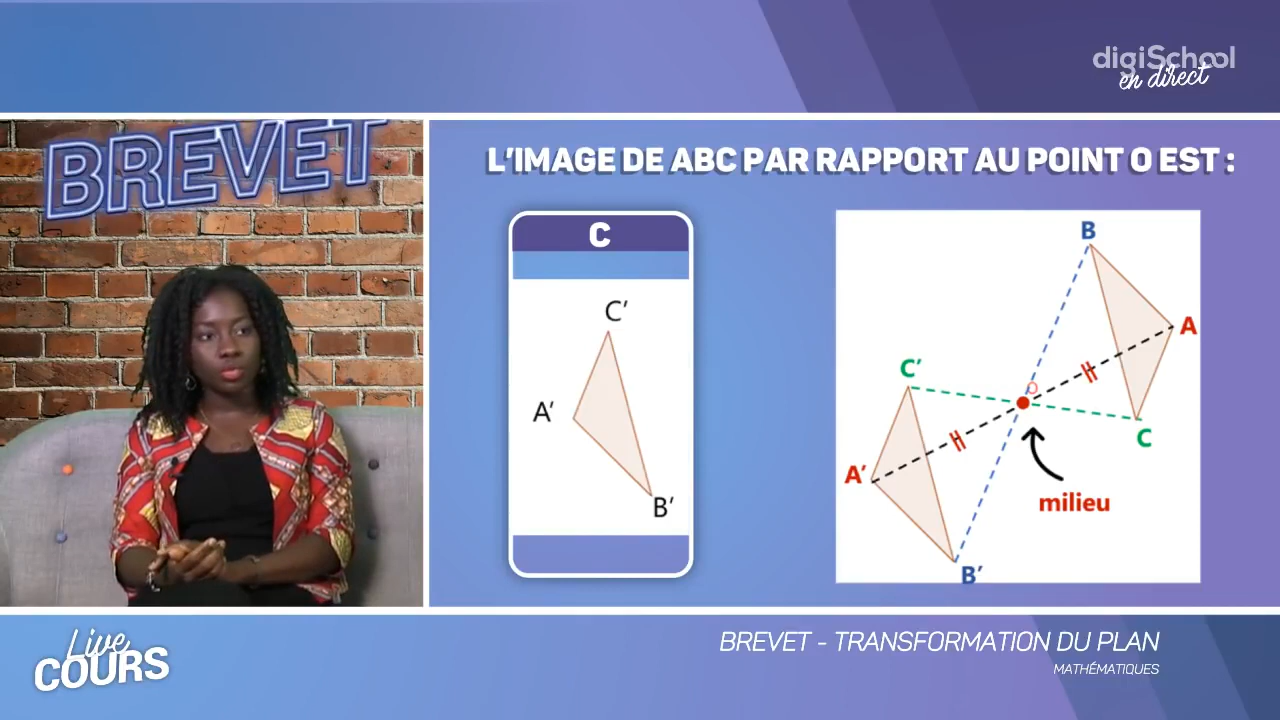 digiSchool
en direct
BREVET
L'IMAGE DE ABC PAR RAPPORT AU POINT O EST :
C
C'
A'
B'
B
A
C'
O
C
A'
milieu
B'
Live
COURS
BREVET - TRANSFORMATION DU PLAN
MATHÉMATIQUES